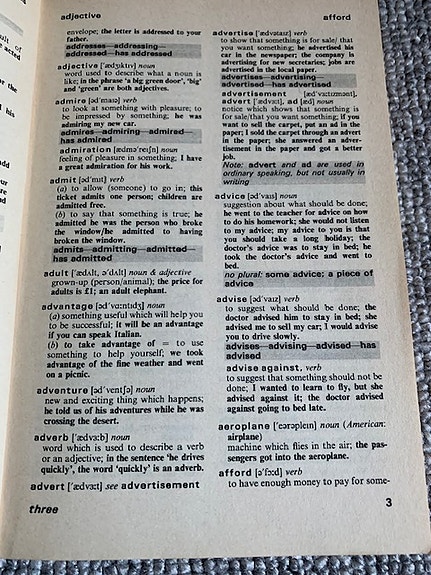 adjective
afford
envelope; the letter is addressed to your
father.
addresses—addressing—
addressed—has addressed
adjective [ˈædʒɪktɪv] noun
word used to describe what a noun is
like; in the phrase 'a big green door', 'big'
and 'green' are both adjectives.
admire [ədˈmaɪə] verb
to look at something with pleasure; to
be impressed by something; he was
admiring my new car.
admires—admiring—admired—
has admired
admiration [ædməˈreɪʃn] noun
feeling of pleasure in something; I have
a great admiration for his work.
admit [ədˈmɪt] verb
(a) to allow (someone) to go in; this
ticket admits one person; children are
admitted free.
(b) to say that something is true; he
admitted he was the person who broke
the window/he admitted to having
broken the window.
admits—admitting—admitted—
has admitted
adult [ˈædʌlt, əˈdʌlt] noun & adjective
grown-up (person/animal); the price for
adults is £1; an adult elephant.
advantage [ədˈvɑːntɪdʒ] noun
(a) something useful which will help you
to be successful; it will be an advantage
if you can speak Italian.
(b) to take advantage of = to use
something to help yourself; we took
advantage of the fine weather and went
on a picnic.
adventure [ədˈventʃə] noun
new and exciting thing which happens;
he told us of his adventures while he was
crossing the desert.
adverb [ˈædvəːb] noun
word which is used to describe a verb
or an adjective; in the sentence 'he drives
quickly', the word 'quickly' is an adverb.
advert [ˈædvəːt] see advertisement
advertise [ˈædvətaɪz] verb
to show that something is for sale/ that
you want something; he advertised his
car in the newspaper; the company is
advertising for new secretaries; jobs are
advertised in the local paper.
advertises—advertising—
advertised—has advertised
advertisement [ədˈvəːtɪzmənt],
advert [ˈædvəːt], ad [æd] noun
notice which shows that something is
for sale/that you want something; if you
want to sell the carpet, put an ad in the
paper; I sold the carpet through an advert
in the paper; she answered an adver-
tisement in the paper and got a better
job.
Note: advert and ad are used in
ordinary speech, but not usually in
writing
advice [ədˈvaɪs] noun
suggestion about what should be done;
he went to the teacher for advice on how
to do his homework; she would not listen
to my advice; my advice to you is that
you should take a long holiday; the
doctor's advice was to stay in bed; he
took the doctor's advice and went to
bed.
no plural: some advice; a piece of
advice
advise [ədˈvaɪz] verb
to suggest what should be done; the
doctor advised him to stay in bed; she
advised me to sell my car; I would advise
you to drive slowly.
advises—advising—advised—has
advised
advise against, verb
to suggest that something should not be
done; I wanted to learn to fly, but she
advised against it; the doctor advised
against going to bed late.
aeroplane [ˈeərəpleɪn] noun (American:
airplane)
machine which flies in the air; the pas-
sengers got into the aeroplane.
afford [əˈfɔːd] verb
to have enough money to pay for some-
three
3